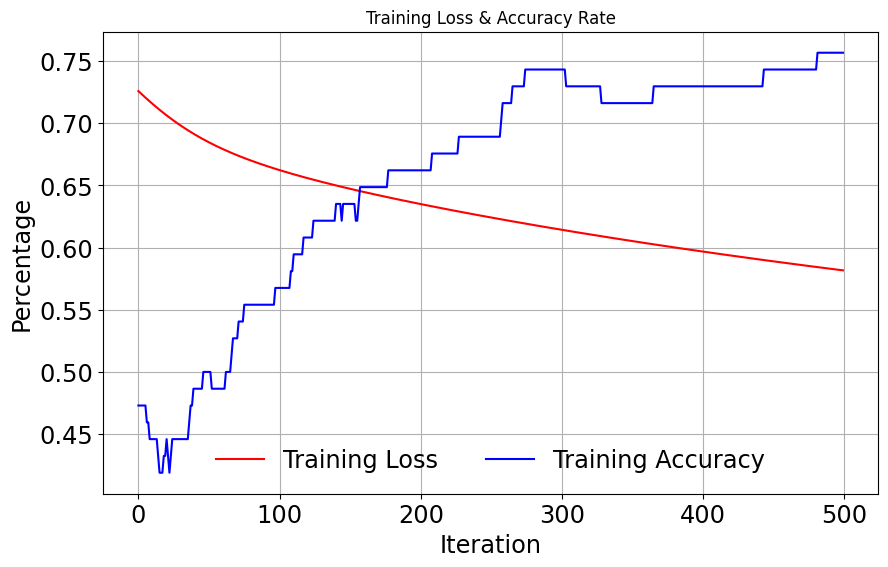 Training Loss & Accuracy Rate
0.75
0.70
0.65
0.60
0.55
0.50
0.45
Percentage
Training Loss
Training Accuracy
0
100
200
300
400
500
Iteration